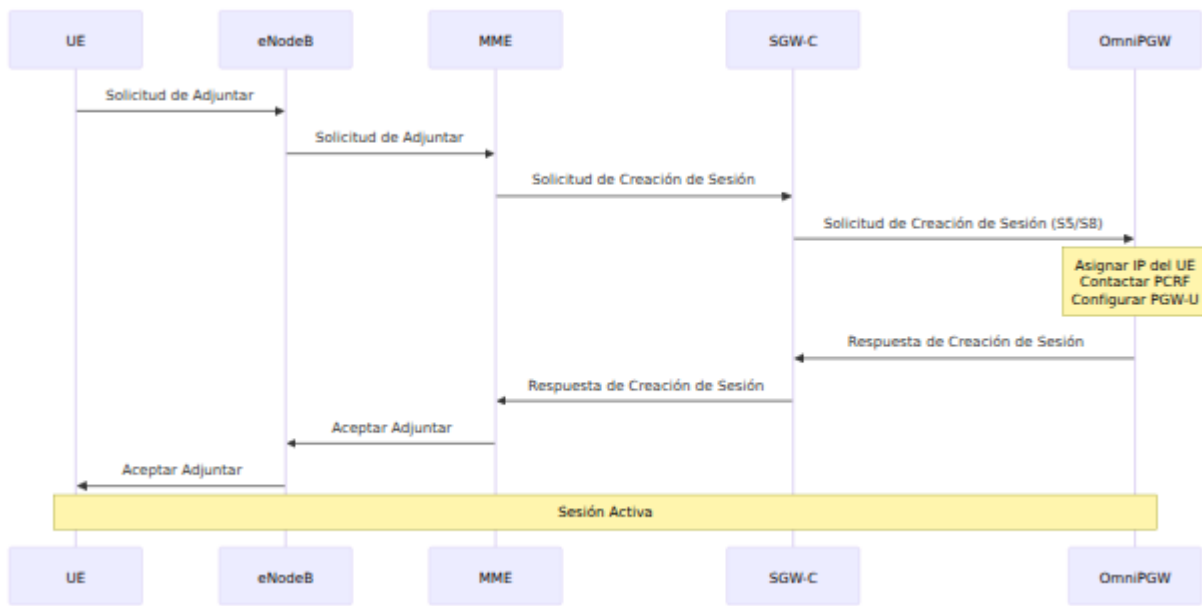 UE
eNodeB
MME
SGW-C
OmniPGW
Solicitud de Adjuntar
Solicitud de Adjuntar
Solicitud de Creación de Sesión
Solicitud de Creación de Sesión (S5/S8)
Asignar IP del UE
Contactar PCRF
Configurar PGW-U
Respuesta de Creación de Sesión
Respuesta de Creación de Sesión
Aceptar Adjuntar
Aceptar Adjuntar
Sesión Activa
UE
eNodeB
MME
SGW-C
OmniPGW